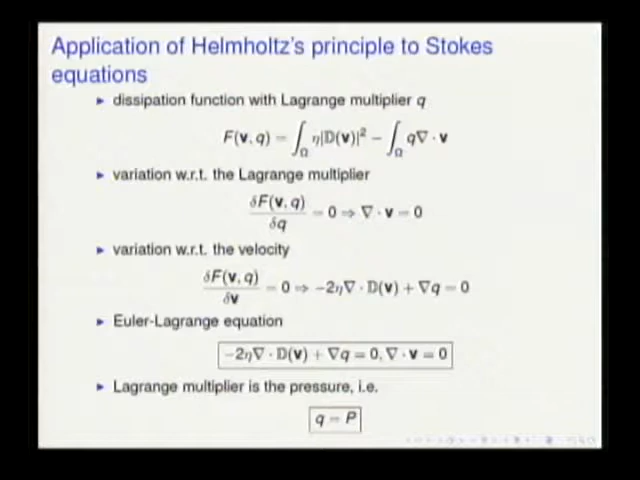 Application of Helmholtz's principle to Stokes
equations
▸ dissipation function with Lagrange multiplier q
F(v, q) = ∫_Ω η|𝔻(v)|² − ∫_Ω q∇ · v
▸ variation w.r.t. the Lagrange multiplier
δF(v, q)/δq = 0 ⇒ ∇ · v = 0
▸ variation w.r.t. the velocity
δF(v, q)/δv = 0 ⇒ −2η∇ · 𝔻(v) + ∇q = 0
▸ Euler-Lagrange equation
−2η∇ · 𝔻(v) + ∇q = 0, ∇ · v = 0
▸ Lagrange multiplier is the pressure, i.e.
q = P